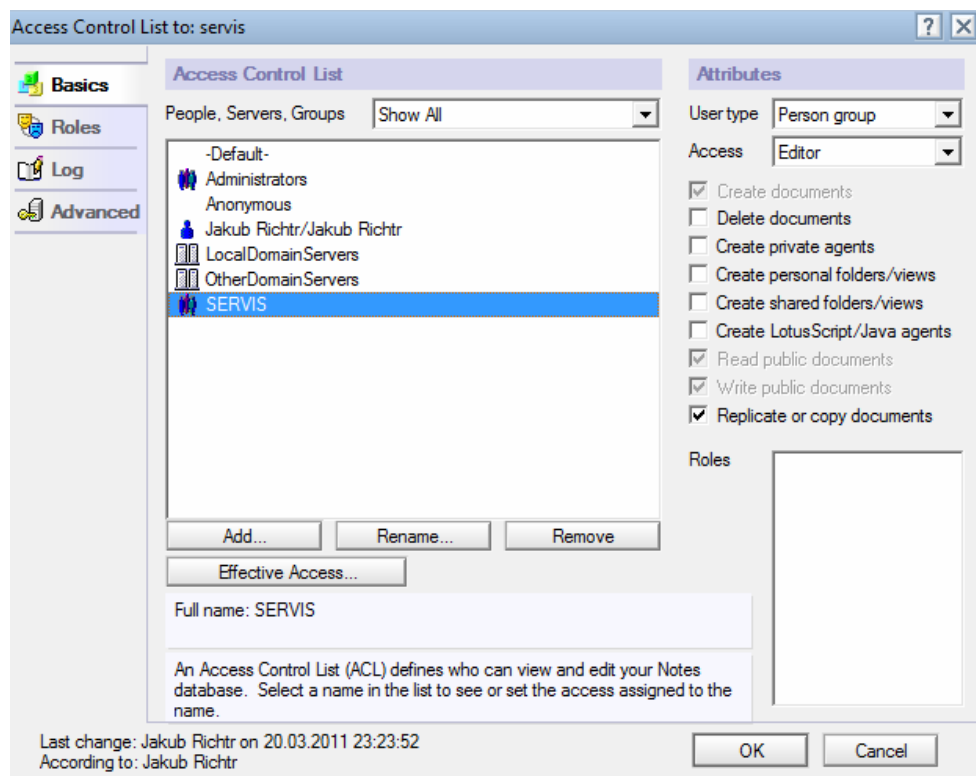 Access Control List to: servis
Basics
Roles
Log
Advanced
Access Control List
People, Servers, Groups
Show All
-Default-
Administrators
Anonymous
Jakub Richtr/Jakub Richtr
LocalDomainServers
OtherDomainServers
SERVIS
Add...
Rename...
Remove
Effective Access...
Full name: SERVIS
An Access Control List (ACL) defines who can view and edit your Notes
database. Select a name in the list to see or set the access assigned to the
name.
Attributes
User type
Person group
Access
Editor
Create documents
Delete documents
Create private agents
Create personal folders/views
Create shared folders/views
Create LotusScript/Java agents
Read public documents
Write public documents
Replicate or copy documents
Roles
Last change: Jakub Richtr on 20.03.2011 23:23:52
According to: Jakub Richtr
OK
Cancel